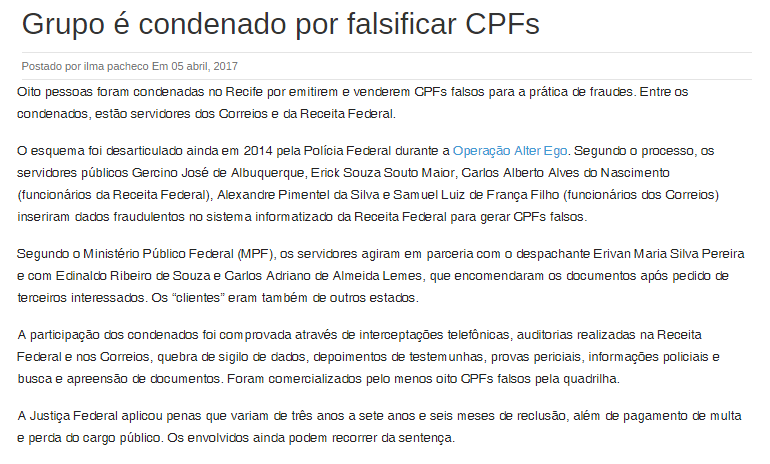 Grupo é condenado por falsificar CPFs
Postado por ilma pacheco Em 05 abril, 2017
Oito pessoas foram condenadas no Recife por emitirem e venderem CPFs falsos para a prática de fraudes. Entre os
condenados, estão servidores dos Correios e da Receita Federal.
O esquema foi desarticulado ainda em 2014 pela Polícia Federal durante a Operação Alter Ego. Segundo o processo, os
servidores públicos Gercino José de Albuquerque, Erick Souza Souto Maior, Carlos Alberto Alves do Nascimento
(funcionários da Receita Federal), Alexandre Pimentel da Silva e Samuel Luiz de França Filho (funcionários dos Correios)
inseriram dados fraudulentos no sistema informatizado da Receita Federal para gerar CPFs falsos.
Segundo o Ministério Público Federal (MPF), os servidores agiram em parceria com o despachante Erivan Maria Silva Pereira
e com Edinaldo Ribeiro de Souza e Carlos Adriano de Almeida Lemes, que encomendaram os documentos após pedido de
terceiros interessados. Os “clientes” eram também de outros estados.
A participação dos condenados foi comprovada através de interceptações telefônicas, auditorias realizadas na Receita
Federal e nos Correios, quebra de sigilo de dados, depoimentos de testemunhas, provas periciais, informações policiais e
busca e apreensão de documentos. Foram comercializados pelo menos oito CPFs falsos pela quadrilha.
A Justiça Federal aplicou penas que variam de três anos a sete anos e seis meses de reclusão, além de pagamento de multa
e perda do cargo público. Os envolvidos ainda podem recorrer da sentença.